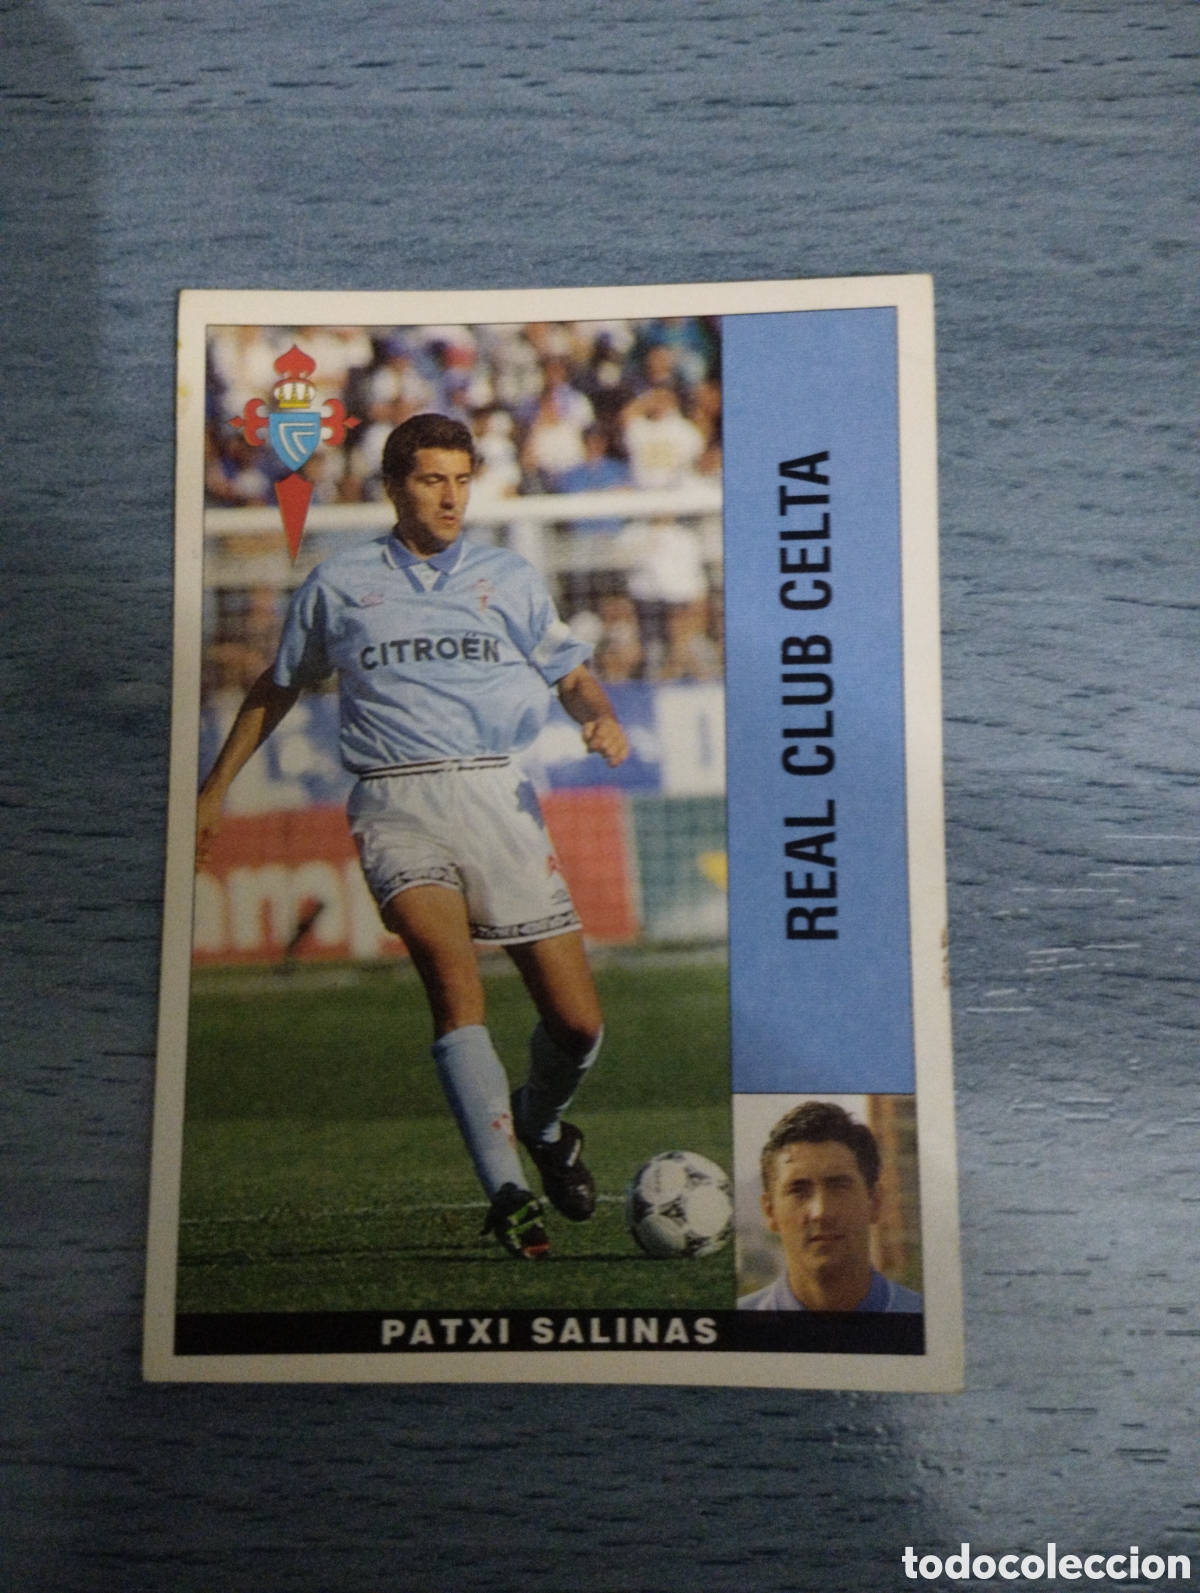 REAL CLUB CELTA
CITROËN
PATXI SALINAS
todocoleccion